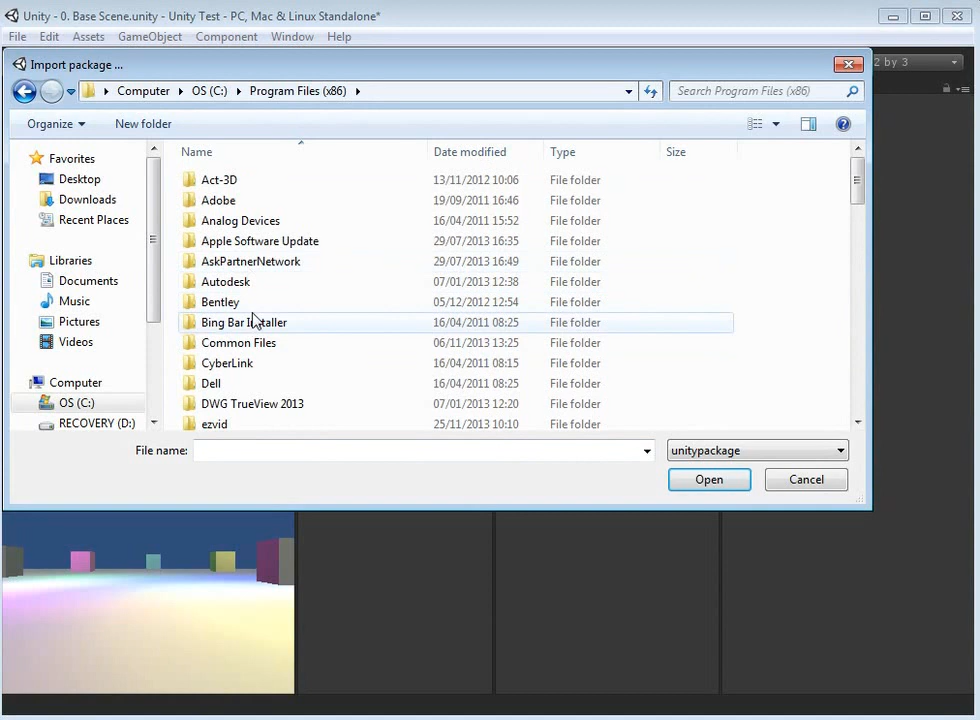 Unity - 0. Base Scene.unity - Unity Test - PC, Mac & Linux Standalone*
File Edit Assets GameObject Component Window Help
Import package ...
2 by 3
Computer OS (C:) Program Files (x86)
Search Program Files (x86)
Organize New folder
Name Date modified Type Size
Favorites
Desktop
Downloads
Recent Places
Libraries
Documents
Music
Pictures
Videos
Computer
OS (C:)
RECOVERY (D:)
Act-3D 13/11/2012 10:06 File folder
Adobe 19/09/2011 16:46 File folder
Analog Devices 16/04/2011 15:52 File folder
Apple Software Update 29/07/2013 16:35 File folder
AskPartnerNetwork 29/07/2013 16:49 File folder
Autodesk 07/01/2013 12:38 File folder
Bentley 05/12/2012 12:54 File folder
Bing Bar Installer 16/04/2011 08:25 File folder
Common Files 06/11/2013 13:25 File folder
CyberLink 16/04/2011 08:15 File folder
Dell 16/04/2011 08:25 File folder
DWG TrueView 2013 07/01/2013 12:20 File folder
ezvid 25/11/2013 10:10 File folder
File name:
unitypackage
Open Cancel